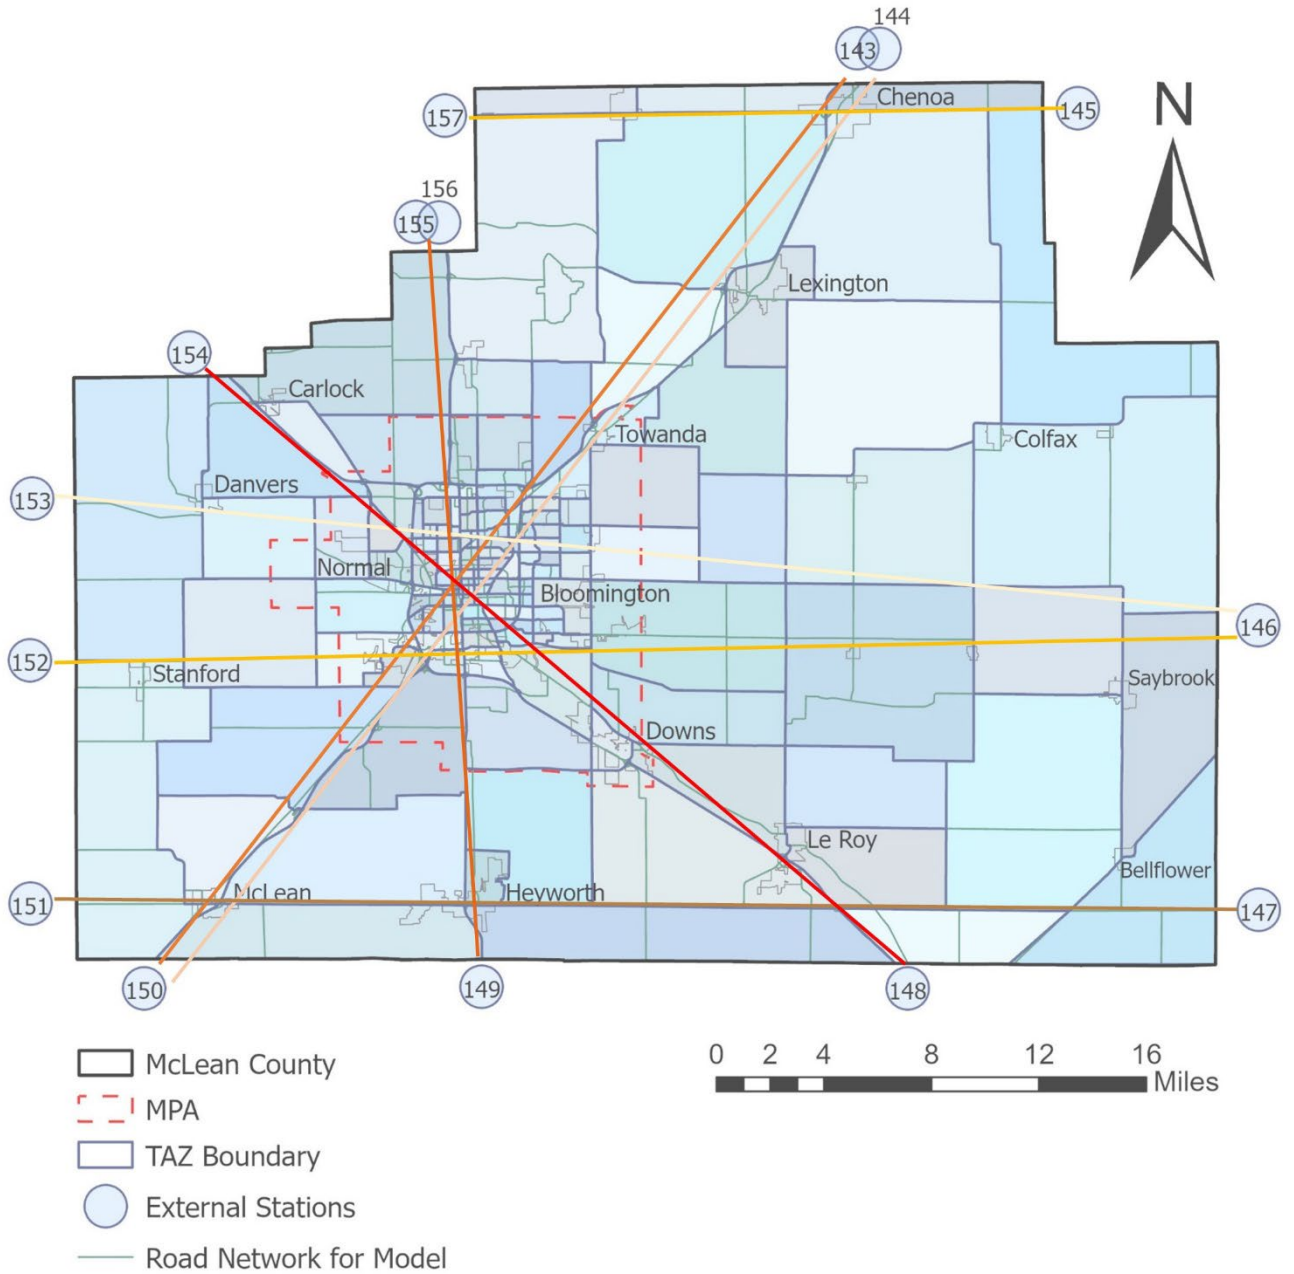 144
143
Chenoa
N
157
145
156
155
Lexington
154
Carlock
Towanda
Colfax
Danvers
153
Normal
Bloomington
146
152
Stanford
Saybrook
Downs
Le Roy
Bellflower
McLean
Heyworth
151
147
150
149
148
McLean County
MPA
TAZ Boundary
External Stations
Road Network for Model
0 2 4 8 12 16
Miles